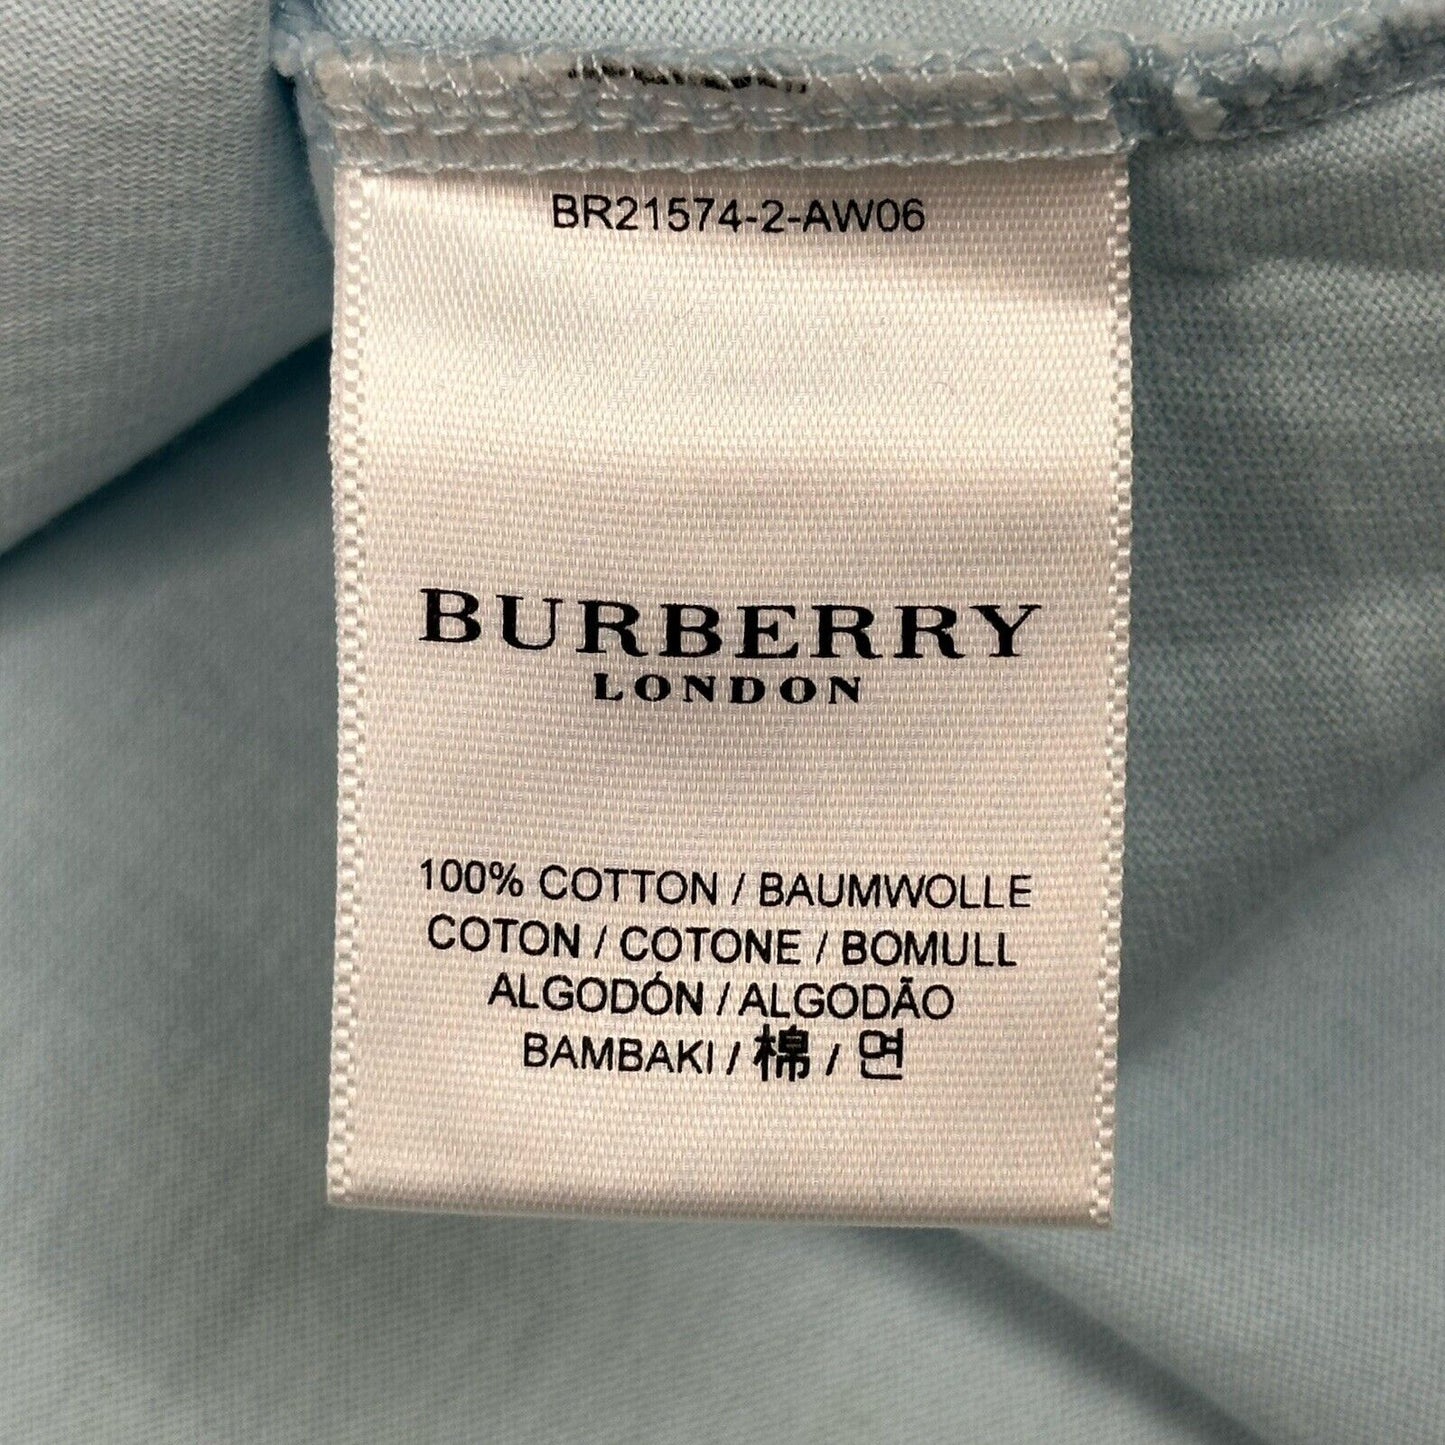 BR21574-2-AW06
BURBERRY
LONDON
100% COTTON / BAUMWOLLE
COTON / COTONE / BOMULL
ALGODÓN / ALGODÃO
BAMBAKI / 棉 / 면